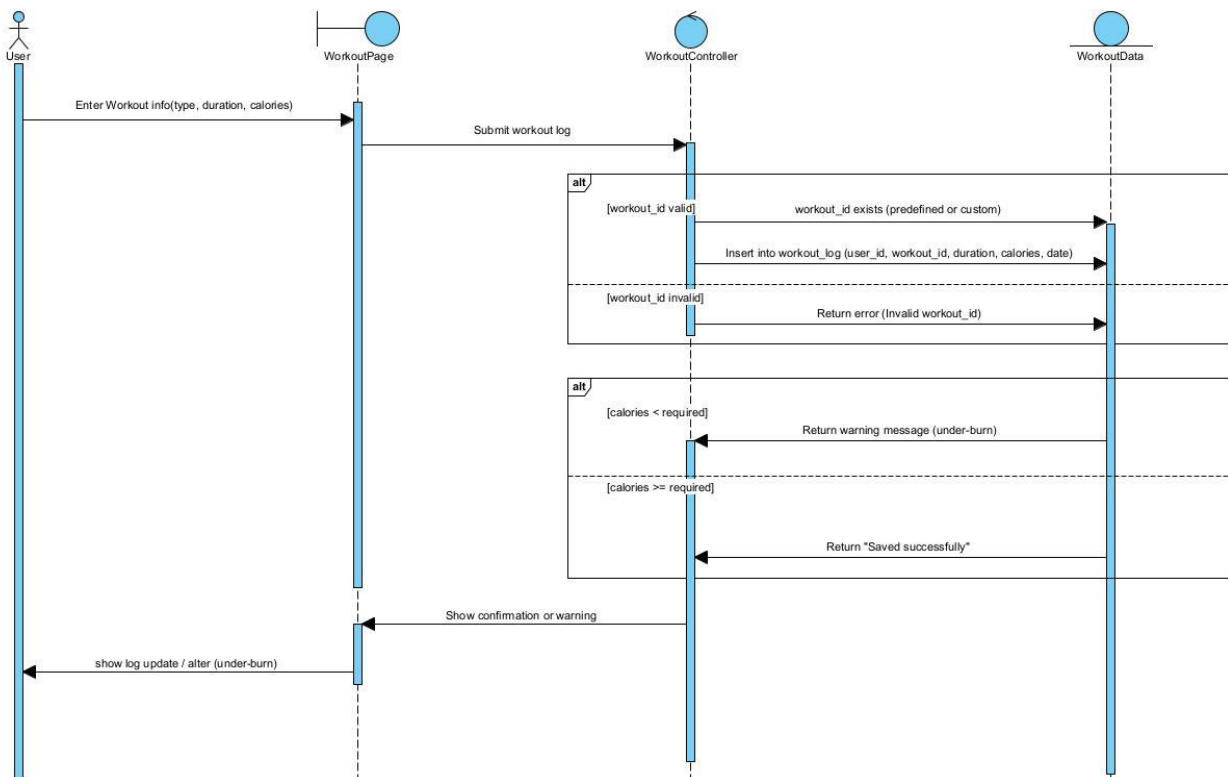 User
WorkoutPage
WorkoutController
WorkoutData
Enter Workout info(type, duration, calories)
Submit workout log
alt
[workout_id valid]
workout_id exists (predefined or custom)
Insert into workout_log (user_id, workout_id, duration, calories, date)
[workout_id invalid]
Return error (Invalid workout_id)
alt
[calories < required]
Return warning message (under-burn)
[calories >= required]
Return "Saved successfully"
Show confirmation or warning
show log update / alter (under-burn)